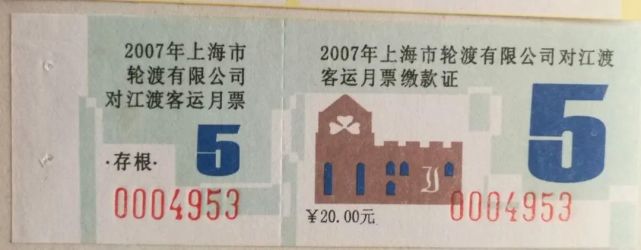 2007年上海市
轮渡有限公司
对江渡客运月票
5
·存根·
0004953
2007年上海市轮渡有限公司对江渡
客运月票缴款证
5
¥20.00元
0004953